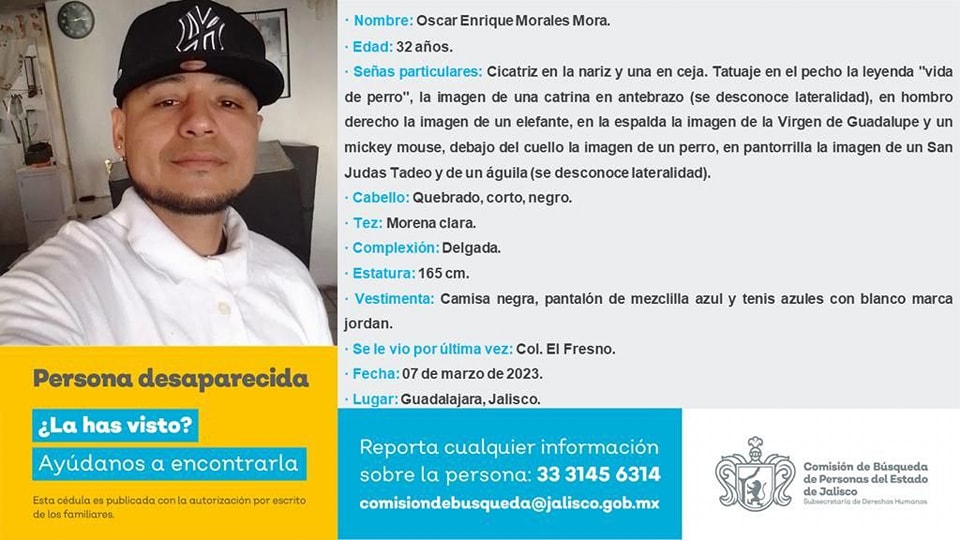 · Nombre: Oscar Enrique Morales Mora.
· Edad: 32 años.
· Señas particulares: Cicatriz en la nariz y una en ceja. Tatuaje en el pecho la leyenda "vida
de perro", la imagen de una catrina en antebrazo (se desconoce lateralidad), en hombro
derecho la imagen de un elefante, en la espalda la imagen de la Virgen de Guadalupe y un
mickey mouse, debajo del cuello la imagen de un perro, en pantorrilla la imagen de un San
Judas Tadeo y de un águila (se desconoce lateralidad).
· Cabello: Quebrado, corto, negro.
· Tez: Morena clara.
· Complexión: Delgada.
· Estatura: 165 cm.
· Vestimenta: Camisa negra, pantalón de mezclilla azul y tenis azules con blanco marca
jordan.
· Se le vio por última vez: Col. El Fresno.
· Fecha: 07 de marzo de 2023.
· Lugar: Guadalajara, Jalisco.
Persona desaparecida
¿La has visto?
Ayúdanos a encontrarla
Esta cédula es publicada con la autorización por escrito
de los familiares.
Reporta cualquier información
sobre la persona: 33 3145 6314
comisiondebusqueda@jalisco.gob.mx
Comisión de Búsqueda
de Personas del Estado
de Jalisco
Subsecretaría de Derechos Humanos
NY